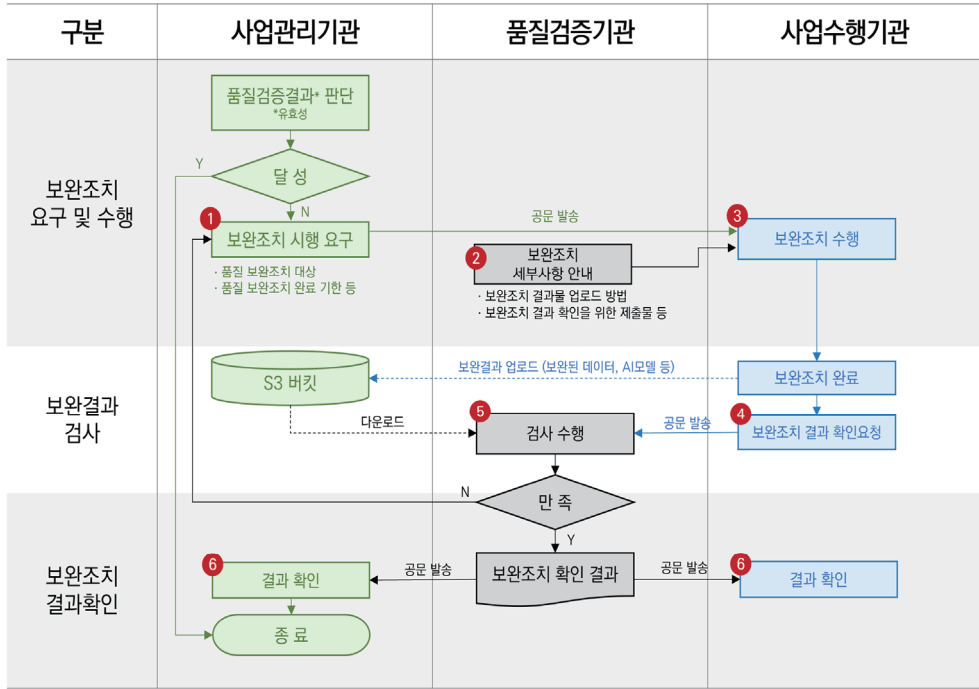 구분
사업관리기관
품질검증기관
사업수행기관
보완조치
요구 및 수행
품질검증결과* 판단
*유효성
달 성
Y
N
1
보완조치 시행 요구
· 품질 보완조치 대상
· 품질 보완조치 완료 기한 등
공문 발송
2
보완조치
세부사항 안내
· 보완조치 결과물 업로드 방법
· 보완조치 결과 확인을 위한 제출물 등
3
보완조치 수행
보완결과
검사
S3 버킷
보완결과 업로드 (보완된 데이터, AI모델 등)
다운로드
보완조치 완료
4
보완조치 결과 확인요청
공문 발송
5
검사 수행
만 족
N
Y
보완조치
결과확인
6
결과 확인
공문 발송
보완조치 확인 결과
공문 발송
6
결과 확인
종 료